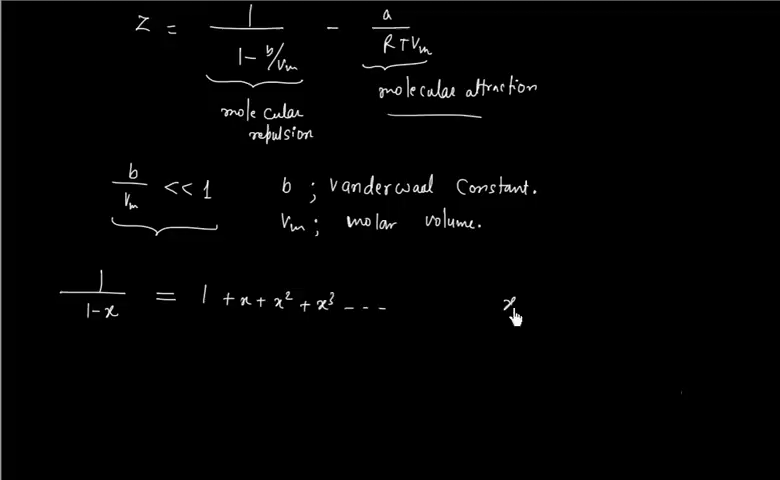 Z = 1/(1 - b/Vm) - a/(RTVm)
molecular repulsion
molecular attraction
b/Vm << 1
b ; Vanderwaal Constant.
Vm ; molar volume.
1/(1-x) = 1 + x + x² + x³ ---
x